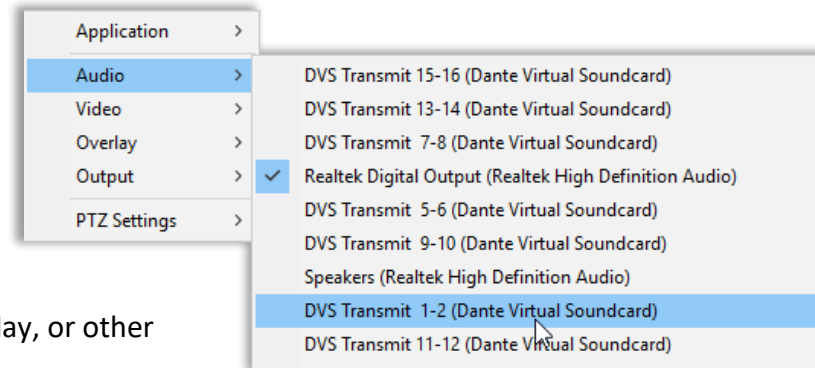 Application
Audio
Video
Overlay
Output
PTZ Settings
DVS Transmit 15-16 (Dante Virtual Soundcard)
DVS Transmit 13-14 (Dante Virtual Soundcard)
DVS Transmit 7-8 (Dante Virtual Soundcard)
Realtek Digital Output (Realtek High Definition Audio)
DVS Transmit 5-6 (Dante Virtual Soundcard)
DVS Transmit 9-10 (Dante Virtual Soundcard)
Speakers (Realtek High Definition Audio)
DVS Transmit 1-2 (Dante Virtual Soundcard)
DVS Transmit 11-12 (Dante Virtual Soundcard)
or other